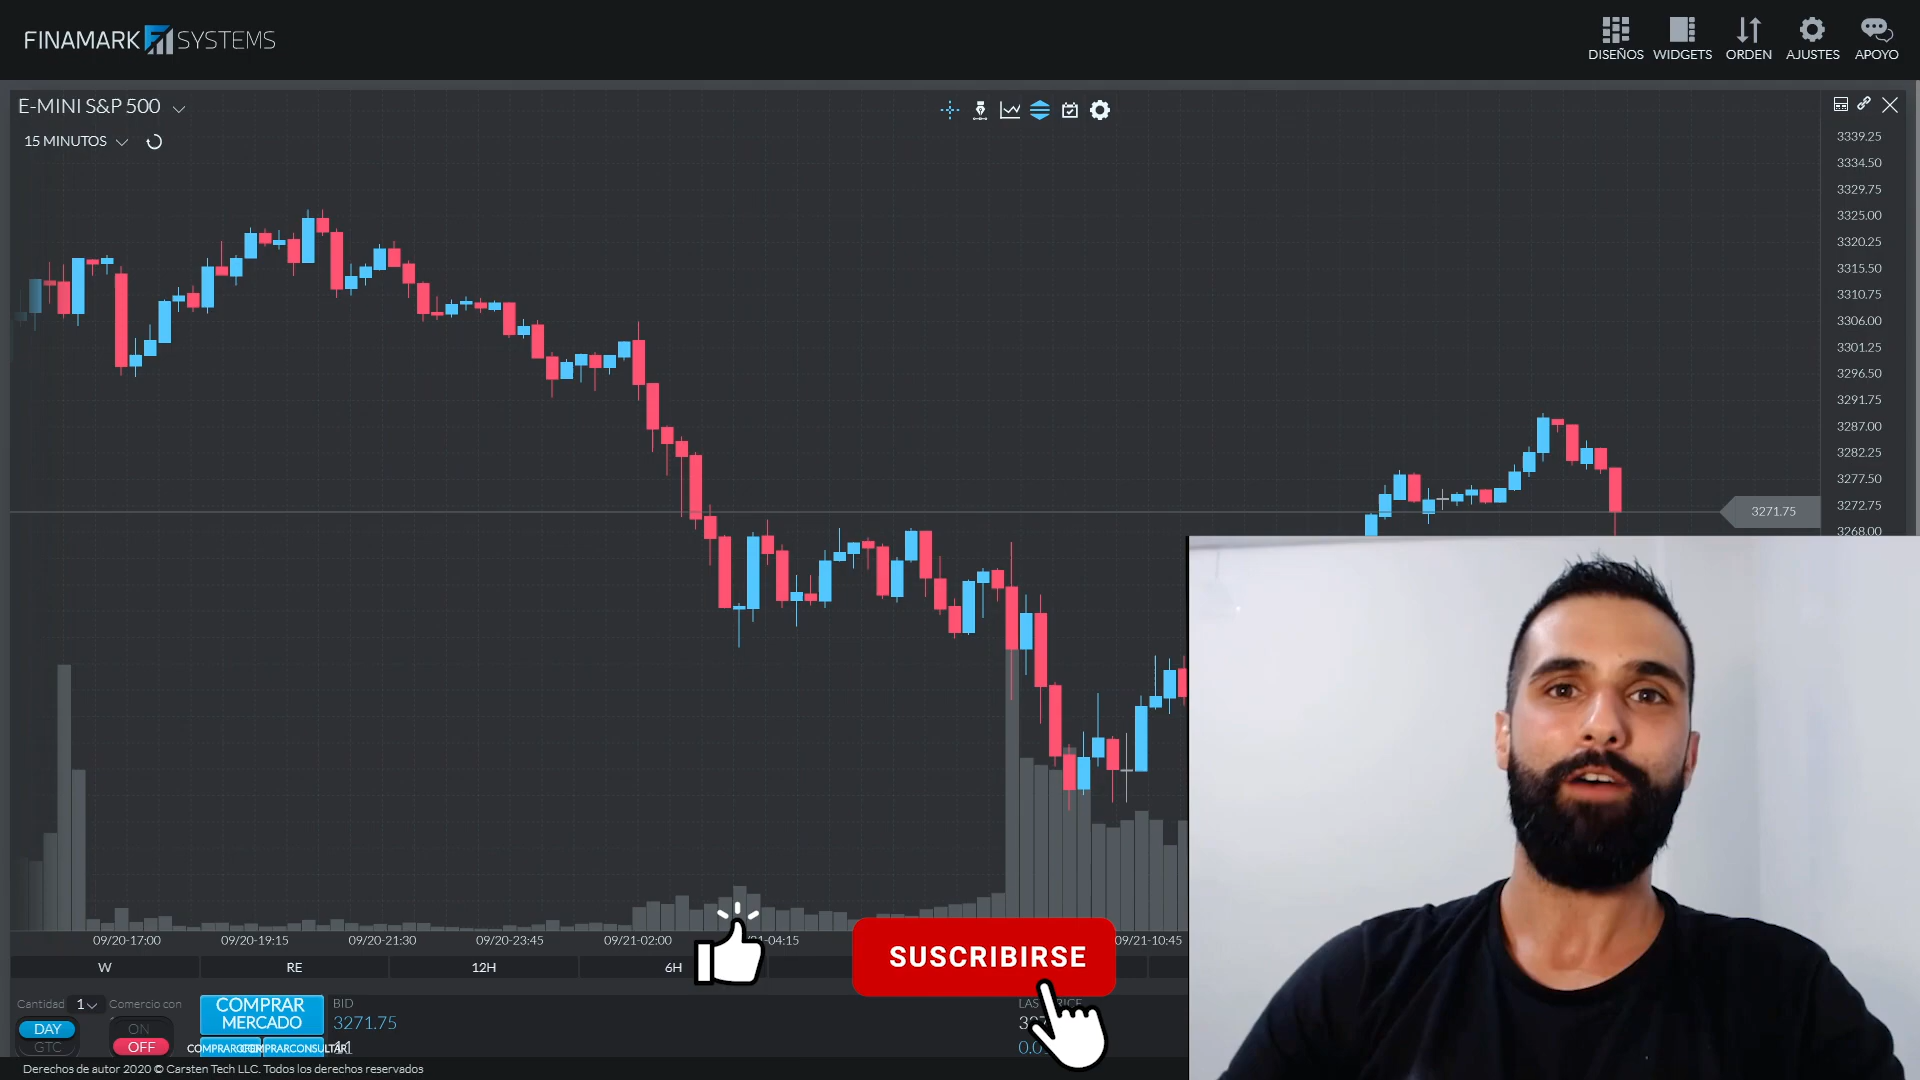 FINAMARK SYSTEMS
DISEÑOS WIDGETS ORDEN AJUSTES APOYO
E-MINI S&P 500
15 MINUTOS
3339.25
3334.50
3329.75
3325.00
3320.25
3315.50
3310.75
3306.00
3301.25
3296.50
3291.75
3287.00
3282.25
3277.50
3272.75
3271.75
3268.00
09/20-17:00 09/20-19:15 09/20-21:30 09/20-23:45 09/21-02:00 -04:15 09/21-10:45
W RE 12H 6H
SUSCRIBIRSE
Cantidad 1 Comercio con
DAY
GTC
ON
OFF
COMPRAR
MERCADO
BID
3271.75
Derechos de autor 2020 © Carsten Tech LLC. Todos los derechos reservados